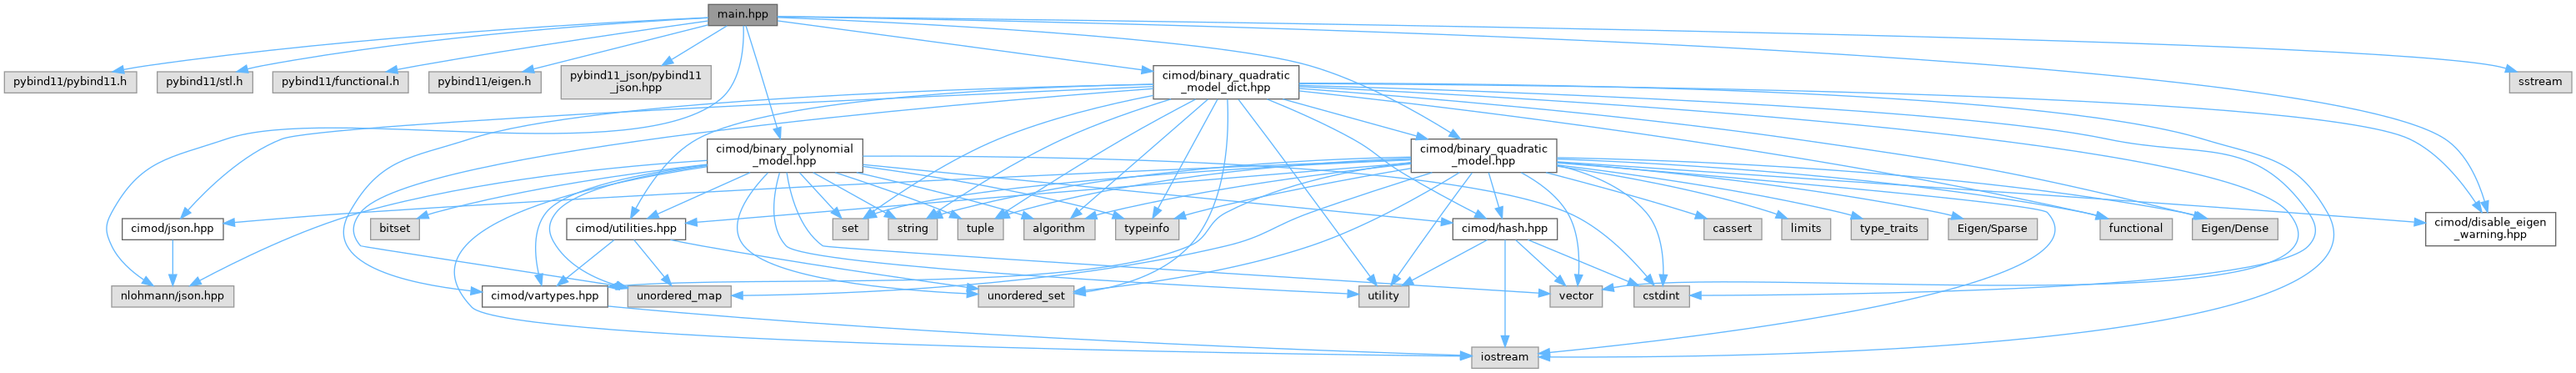 main.hpp
pybind11/pybind11.h
pybind11/stl.h
pybind11/functional.h
pybind11/eigen.h
pybind11_json/pybind11
_json.hpp
cimod/binary_quadratic
_model_dict.hpp
sstream
cimod/binary_polynomial
_model.hpp
cimod/binary_quadratic
_model.hpp
cimod/json.hpp
bitset
cimod/utilities.hpp
set
string
tuple
algorithm
typeinfo
cimod/hash.hpp
cassert
limits
type_traits
Eigen/Sparse
functional
Eigen/Dense
cimod/disable_eigen
_warning.hpp
nlohmann/json.hpp
cimod/vartypes.hpp
unordered_map
unordered_set
utility
vector
cstdint
iostream